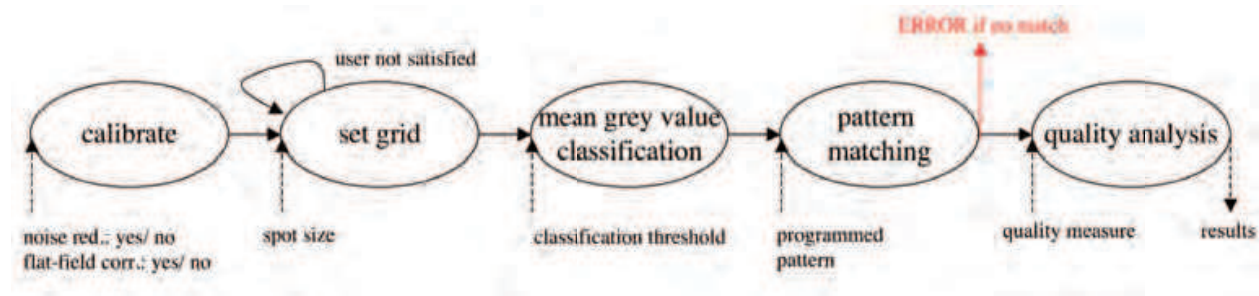 ERROR if no match
user not satisfied
calibrate
set grid
mean grey value
classification
pattern
matching
quality analysis
noise red.: yes/ no
flat-field corr.: yes/ no
spot size
classification threshold
programmed
pattern
quality measure
results